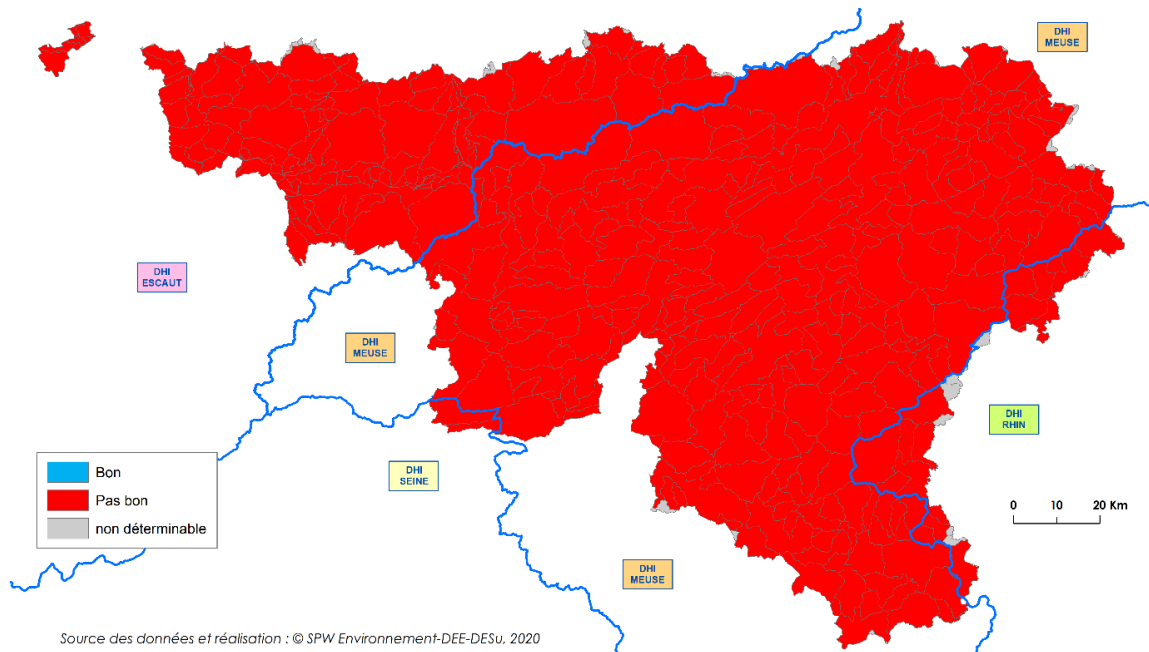 DHI
MEUSE
DHI
ESCAUT
DHI
MEUSE
DHI
RHIN
DHI
SEINE
Bon
Pas bon
non déterminable
0 10 20 Km
DHI
MEUSE
Source des données et réalisation : © SPW Environnement-DEE-DESu, 2020